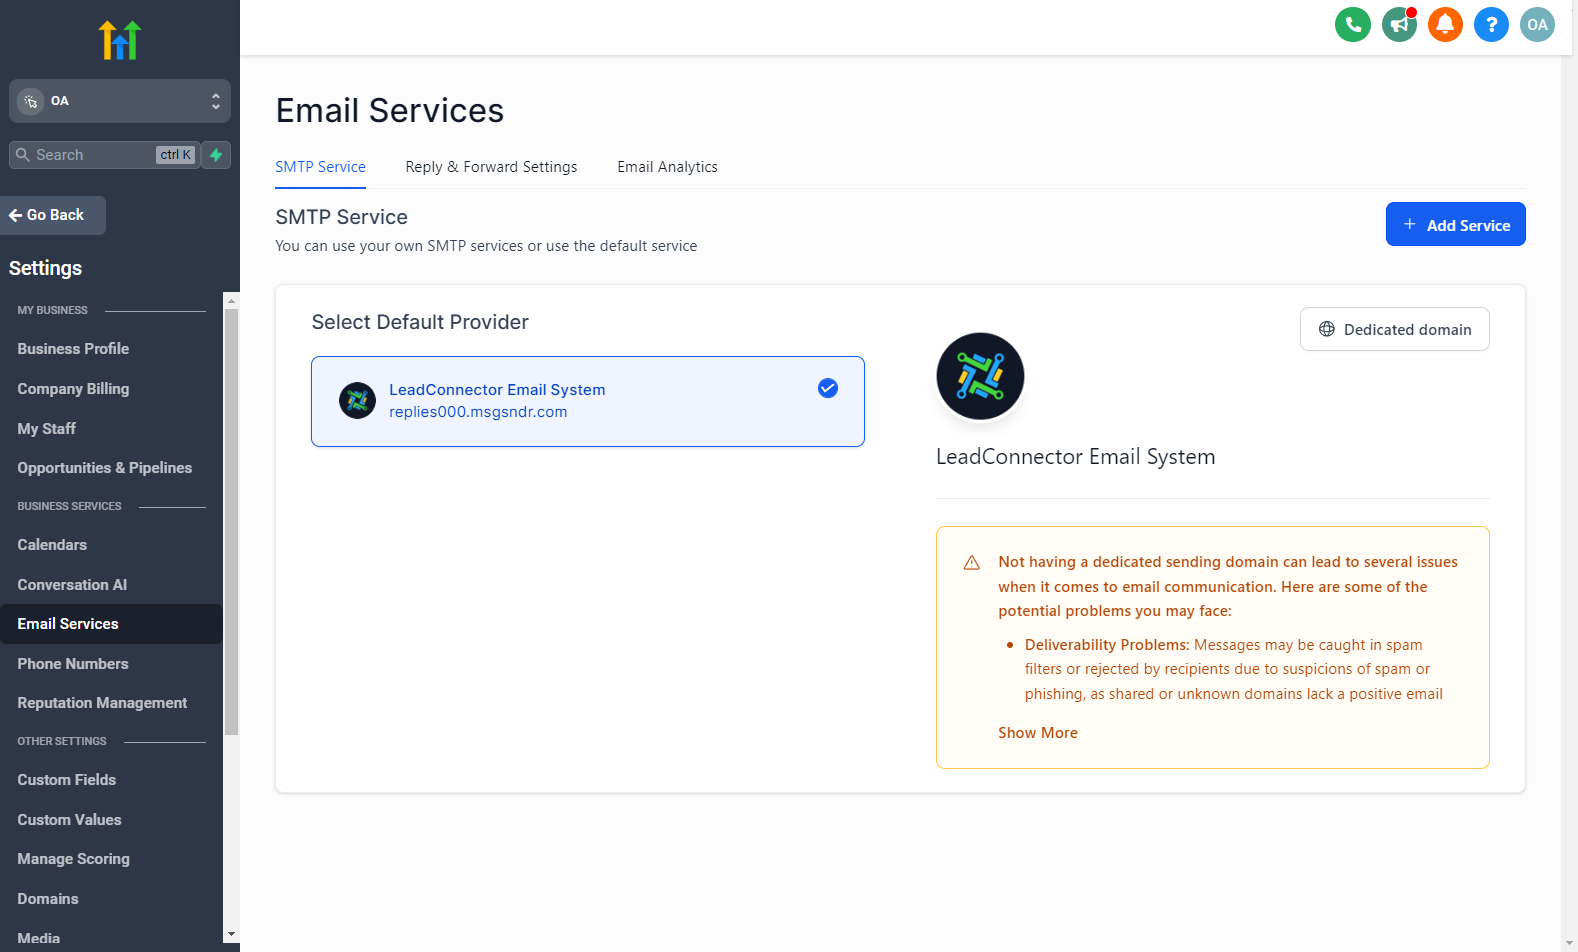 OA
OA
Search
ctrl K
Go Back
Settings
MY BUSINESS
Business Profile
Company Billing
My Staff
Opportunities & Pipelines
BUSINESS SERVICES
Calendars
Conversation AI
Email Services
Phone Numbers
Reputation Management
OTHER SETTINGS
Custom Fields
Custom Values
Manage Scoring
Domains
Media
Email Services
SMTP Service
Reply & Forward Settings
Email Analytics
SMTP Service
You can use your own SMTP services or use the default service
+ Add Service
Select Default Provider
LeadConnector Email System
replies000.msgsndr.com
Dedicated domain
LeadConnector Email System
Not having a dedicated sending domain can lead to several issues
when it comes to email communication. Here are some of the
potential problems you may face:
• Deliverability Problems: Messages may be caught in spam
filters or rejected by recipients due to suspicions of spam or
phishing, as shared or unknown domains lack a positive email
Show More